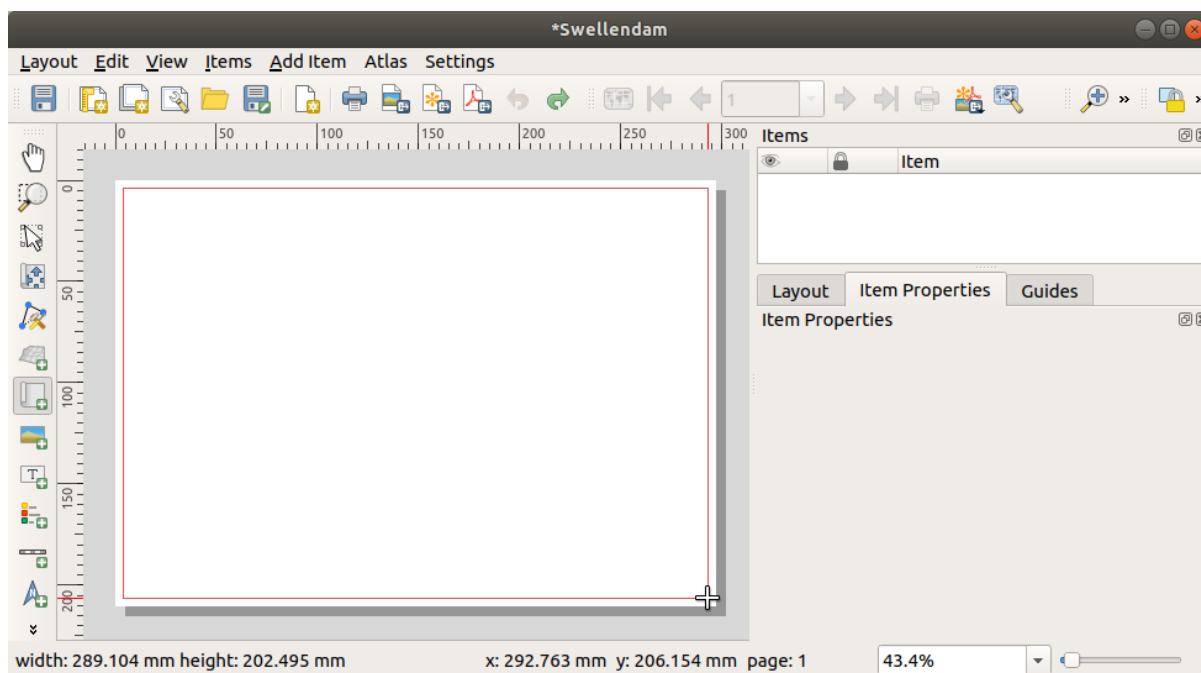 *Swellendam
Layout Edit View Items Add Item Atlas Settings
1
0 50 100 150 200 250 300
Items
Item
0
50
100
150
200
Layout Item Properties Guides
Item Properties
width: 289.104 mm height: 202.495 mm x: 292.763 mm y: 206.154 mm page: 1 43.4%